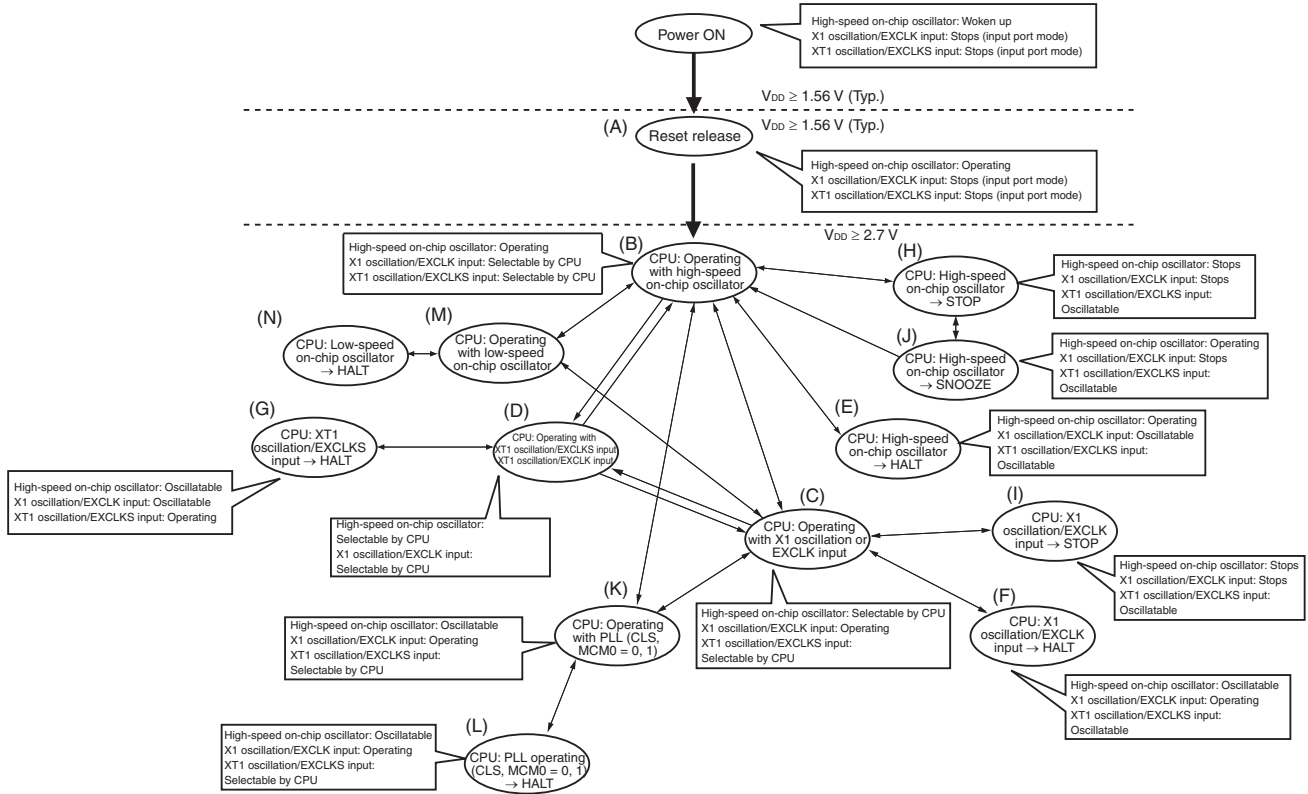 Power ON
High-speed on-chip oscillator: Woken up
X1 oscillation/EXCLK input: Stops (input port mode)
XT1 oscillation/EXCLKS input: Stops (input port mode)
VDD ≥ 1.56 V (Typ.)
(A)
Reset release
VDD ≥ 1.56 V (Typ.)
High-speed on-chip oscillator: Operating
X1 oscillation/EXCLK input: Stops (input port mode)
XT1 oscillation/EXCLKS input: Stops (input port mode)
VDD ≥ 2.7 V
(B)
CPU: Operating
with high-speed
on-chip oscillator
High-speed on-chip oscillator: Operating
X1 oscillation/EXCLK input: Selectable by CPU
XT1 oscillation/EXCLKS input: Selectable by CPU
(H)
CPU: High-speed
on-chip oscillator
→ STOP
High-speed on-chip oscillator: Stops
X1 oscillation/EXCLK input: Stops
XT1 oscillation/EXCLKS input:
Oscillatable
(N)
CPU: Low-speed
on-chip oscillator
→ HALT
(M)
CPU: Operating
with low-speed
on-chip oscillator
(J)
CPU: High-speed
on-chip oscillator
→ SNOOZE
High-speed on-chip oscillator: Operating
X1 oscillation/EXCLK input: Stops
XT1 oscillation/EXCLKS input:
Oscillatable
(G)
CPU: XT1
oscillation/EXCLKS
input → HALT
High-speed on-chip oscillator: Oscillatable
X1 oscillation/EXCLK input: Oscillatable
XT1 oscillation/EXCLKS input: Operating
(D)
CPU: Operating with
XT1 oscillation/EXCLKS input
XT1 oscillation/EXCLK input
High-speed on-chip oscillator:
Selectable by CPU
X1 oscillation/EXCLK input:
Selectable by CPU
(E)
CPU: High-speed
on-chip oscillator
→ HALT
High-speed on-chip oscillator: Operating
X1 oscillation/EXCLK input: Oscillatable
XT1 oscillation/EXCLKS input:
Oscillatable
(C)
CPU: Operating
with X1 oscillation or
EXCLK input
High-speed on-chip oscillator: Selectable by CPU
X1 oscillation/EXCLK input: Operating
XT1 oscillation/EXCLKS input:
Selectable by CPU
(I)
CPU: X1
oscillation/EXCLK
input → STOP
High-speed on-chip oscillator: Stops
X1 oscillation/EXCLK input: Stops
XT1 oscillation/EXCLKS input:
Oscillatable
(K)
CPU: Operating
with PLL (CLS,
MCM0 = 0, 1)
High-speed on-chip oscillator: Oscillatable
X1 oscillation/EXCLK input: Operating
XT1 oscillation/EXCLKS input:
Selectable by CPU
(F)
CPU: X1
oscillation/EXCLK
input → HALT
High-speed on-chip oscillator: Oscillatable
X1 oscillation/EXCLK input: Operating
XT1 oscillation/EXCLKS input:
Oscillatable
(L)
CPU: PLL operating
(CLS, MCM0 = 0, 1)
→ HALT
High-speed on-chip oscillator: Oscillatable
X1 oscillation/EXCLK input: Operating
XT1 oscillation/EXCLKS input:
Selectable by CPU